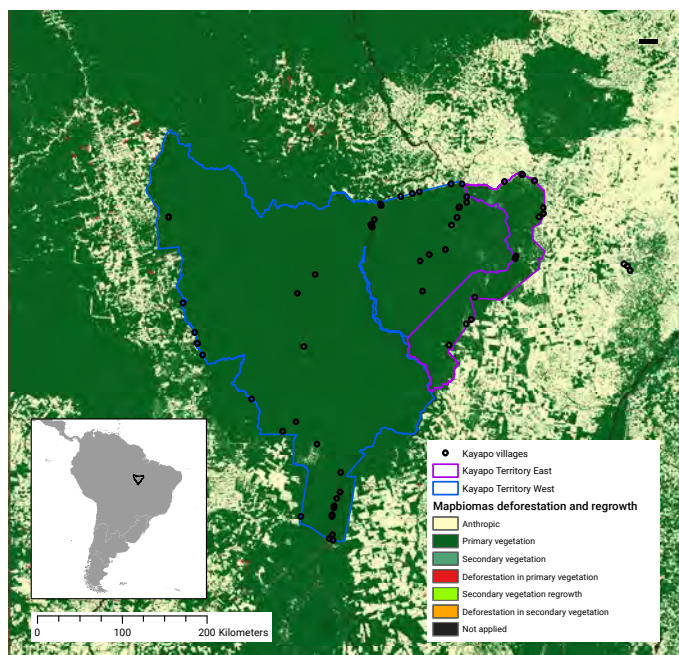 Kayapo villages
Kayapo Territory East
Kayapo Territory West
Mapbiomas deforestation and regrowth
Anthropic
Primary vegetation
Secondary vegetation
Deforestation in primary vegetation
Secondary vegetation regrowth
Deforestation in secondary vegetation
Not applied
0 100 200 Kilometers